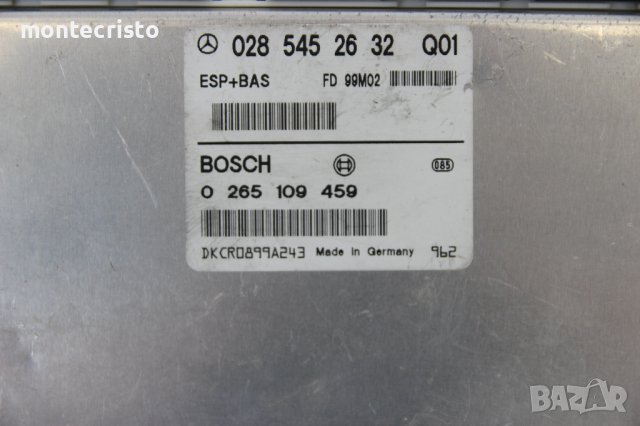 montecristo
028 545 26 32 Q01
ESP+BAS FD 99M02
BOSCH 085
0 265 109 459
DKCR0899A243 Made in Germany 962
BAZAR